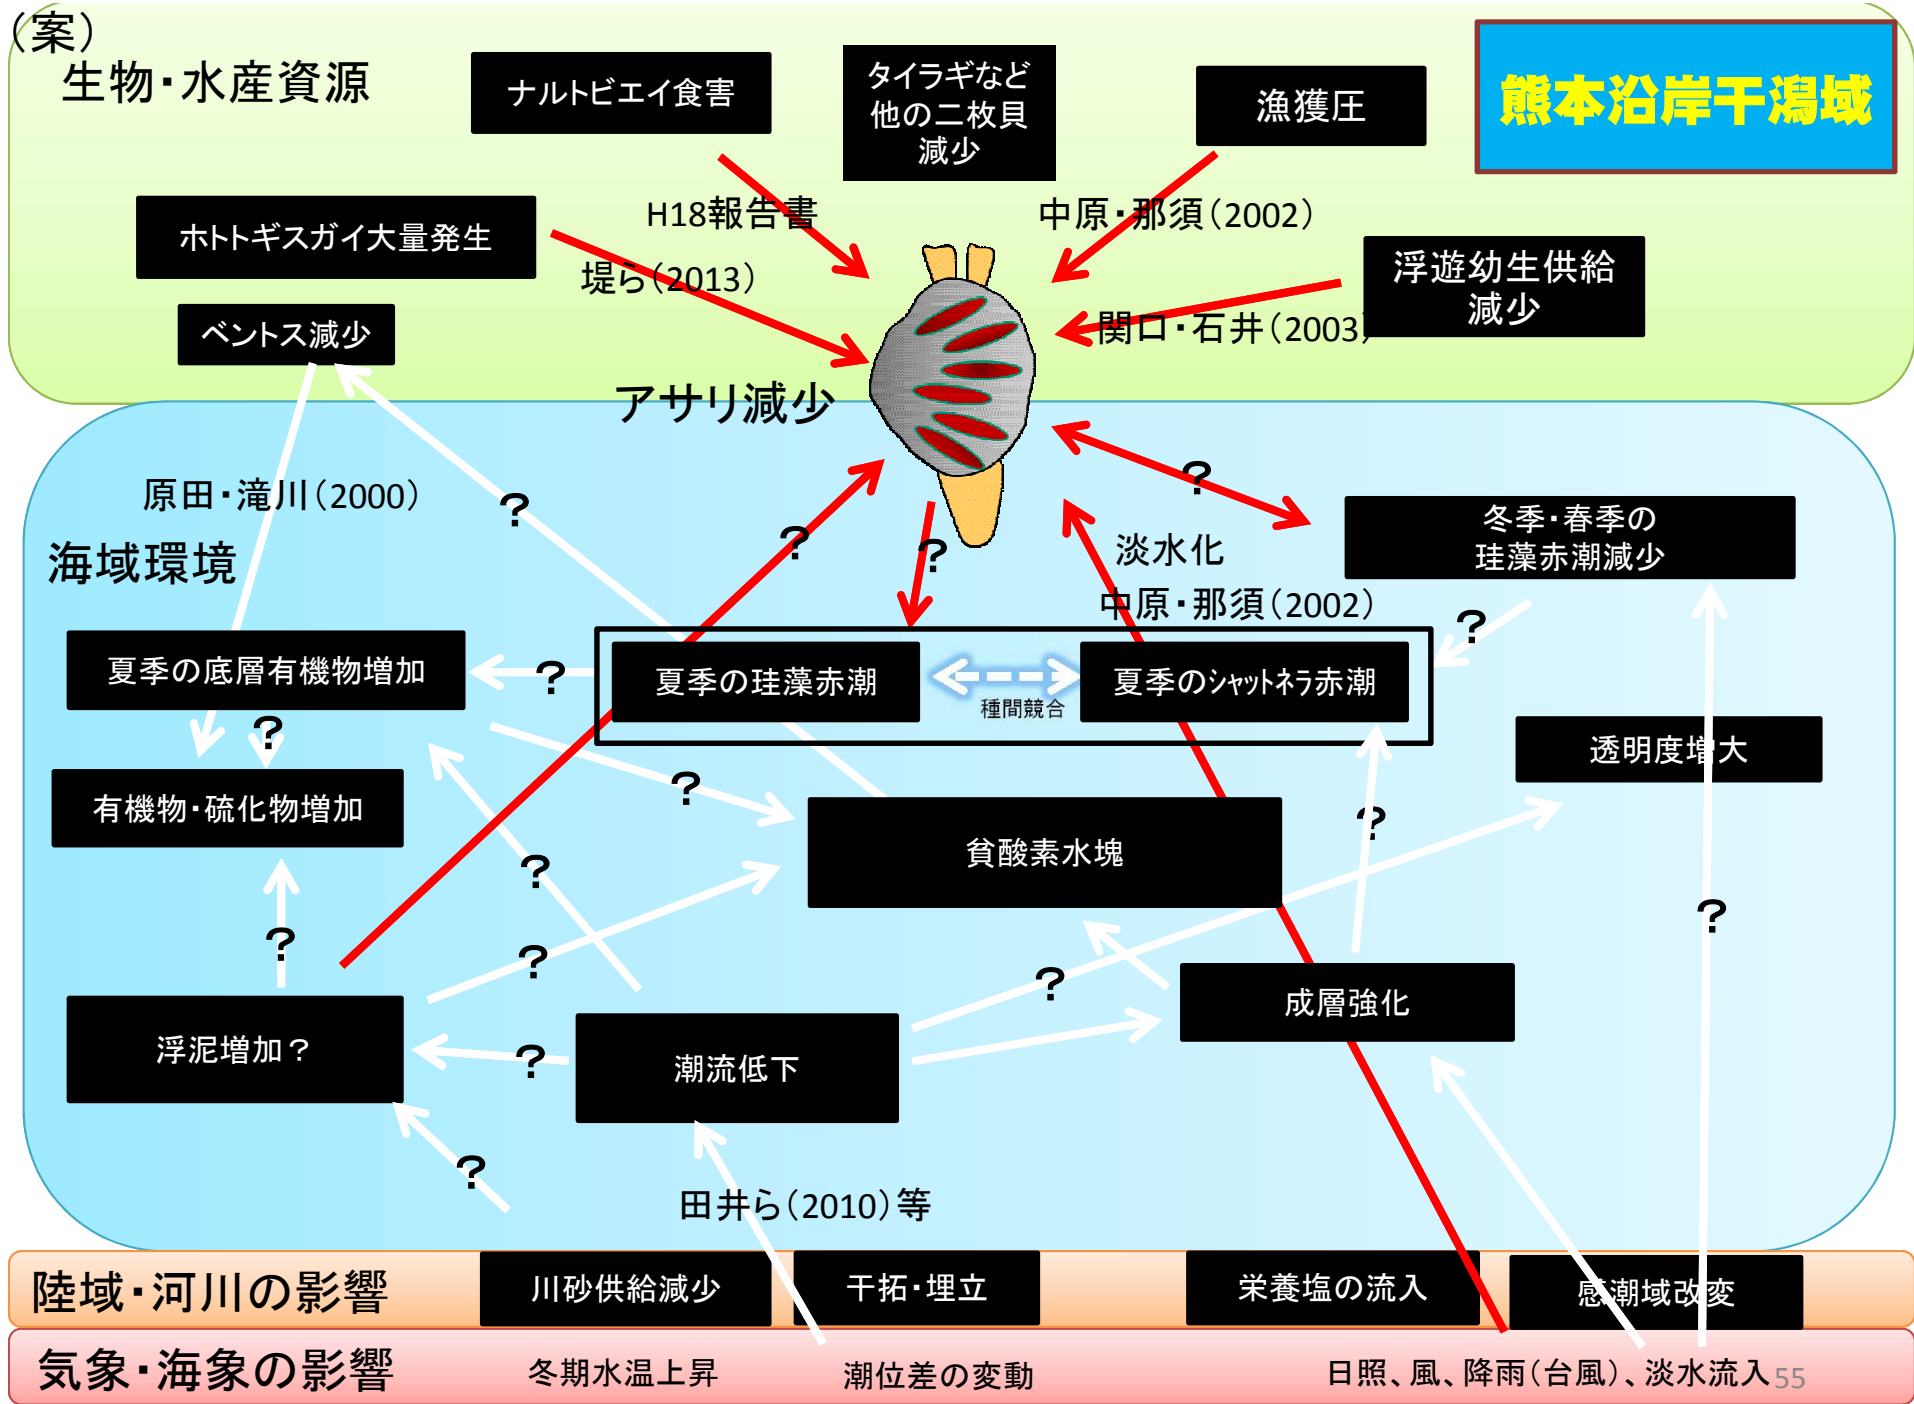 （案）
生物・水産資源
熊本沿岸干潟域
ナルトビエイ食害
タイラギなど
他の二枚貝
減少
漁獲圧
H18報告書
中原・那須（2002）
ホトトギスガイ大量発生
堤ら（2013）
浮遊幼生供給
減少
関口・石井（2003）
ベントス減少
アサリ減少
原田・滝川（2000）
？
？
？
？
海域環境
淡水化
中原・那須（2002）
冬季・春季の
珪藻赤潮減少
？
夏季の底層有機物増加
？
夏季の珪藻赤潮
種間競合
夏季のシャットネラ赤潮
？
透明度増大
有機物・硫化物増加
？
？
貧酸素水塊
？
？
？
？
？
成層強化
浮泥増加？
？
潮流低下
？
田井ら（2010）等
陸域・河川の影響
川砂供給減少
干拓・埋立
栄養塩の流入
感潮域改変
気象・海象の影響
冬期水温上昇
潮位差の変動
日照、風、降雨（台風）、淡水流入
55